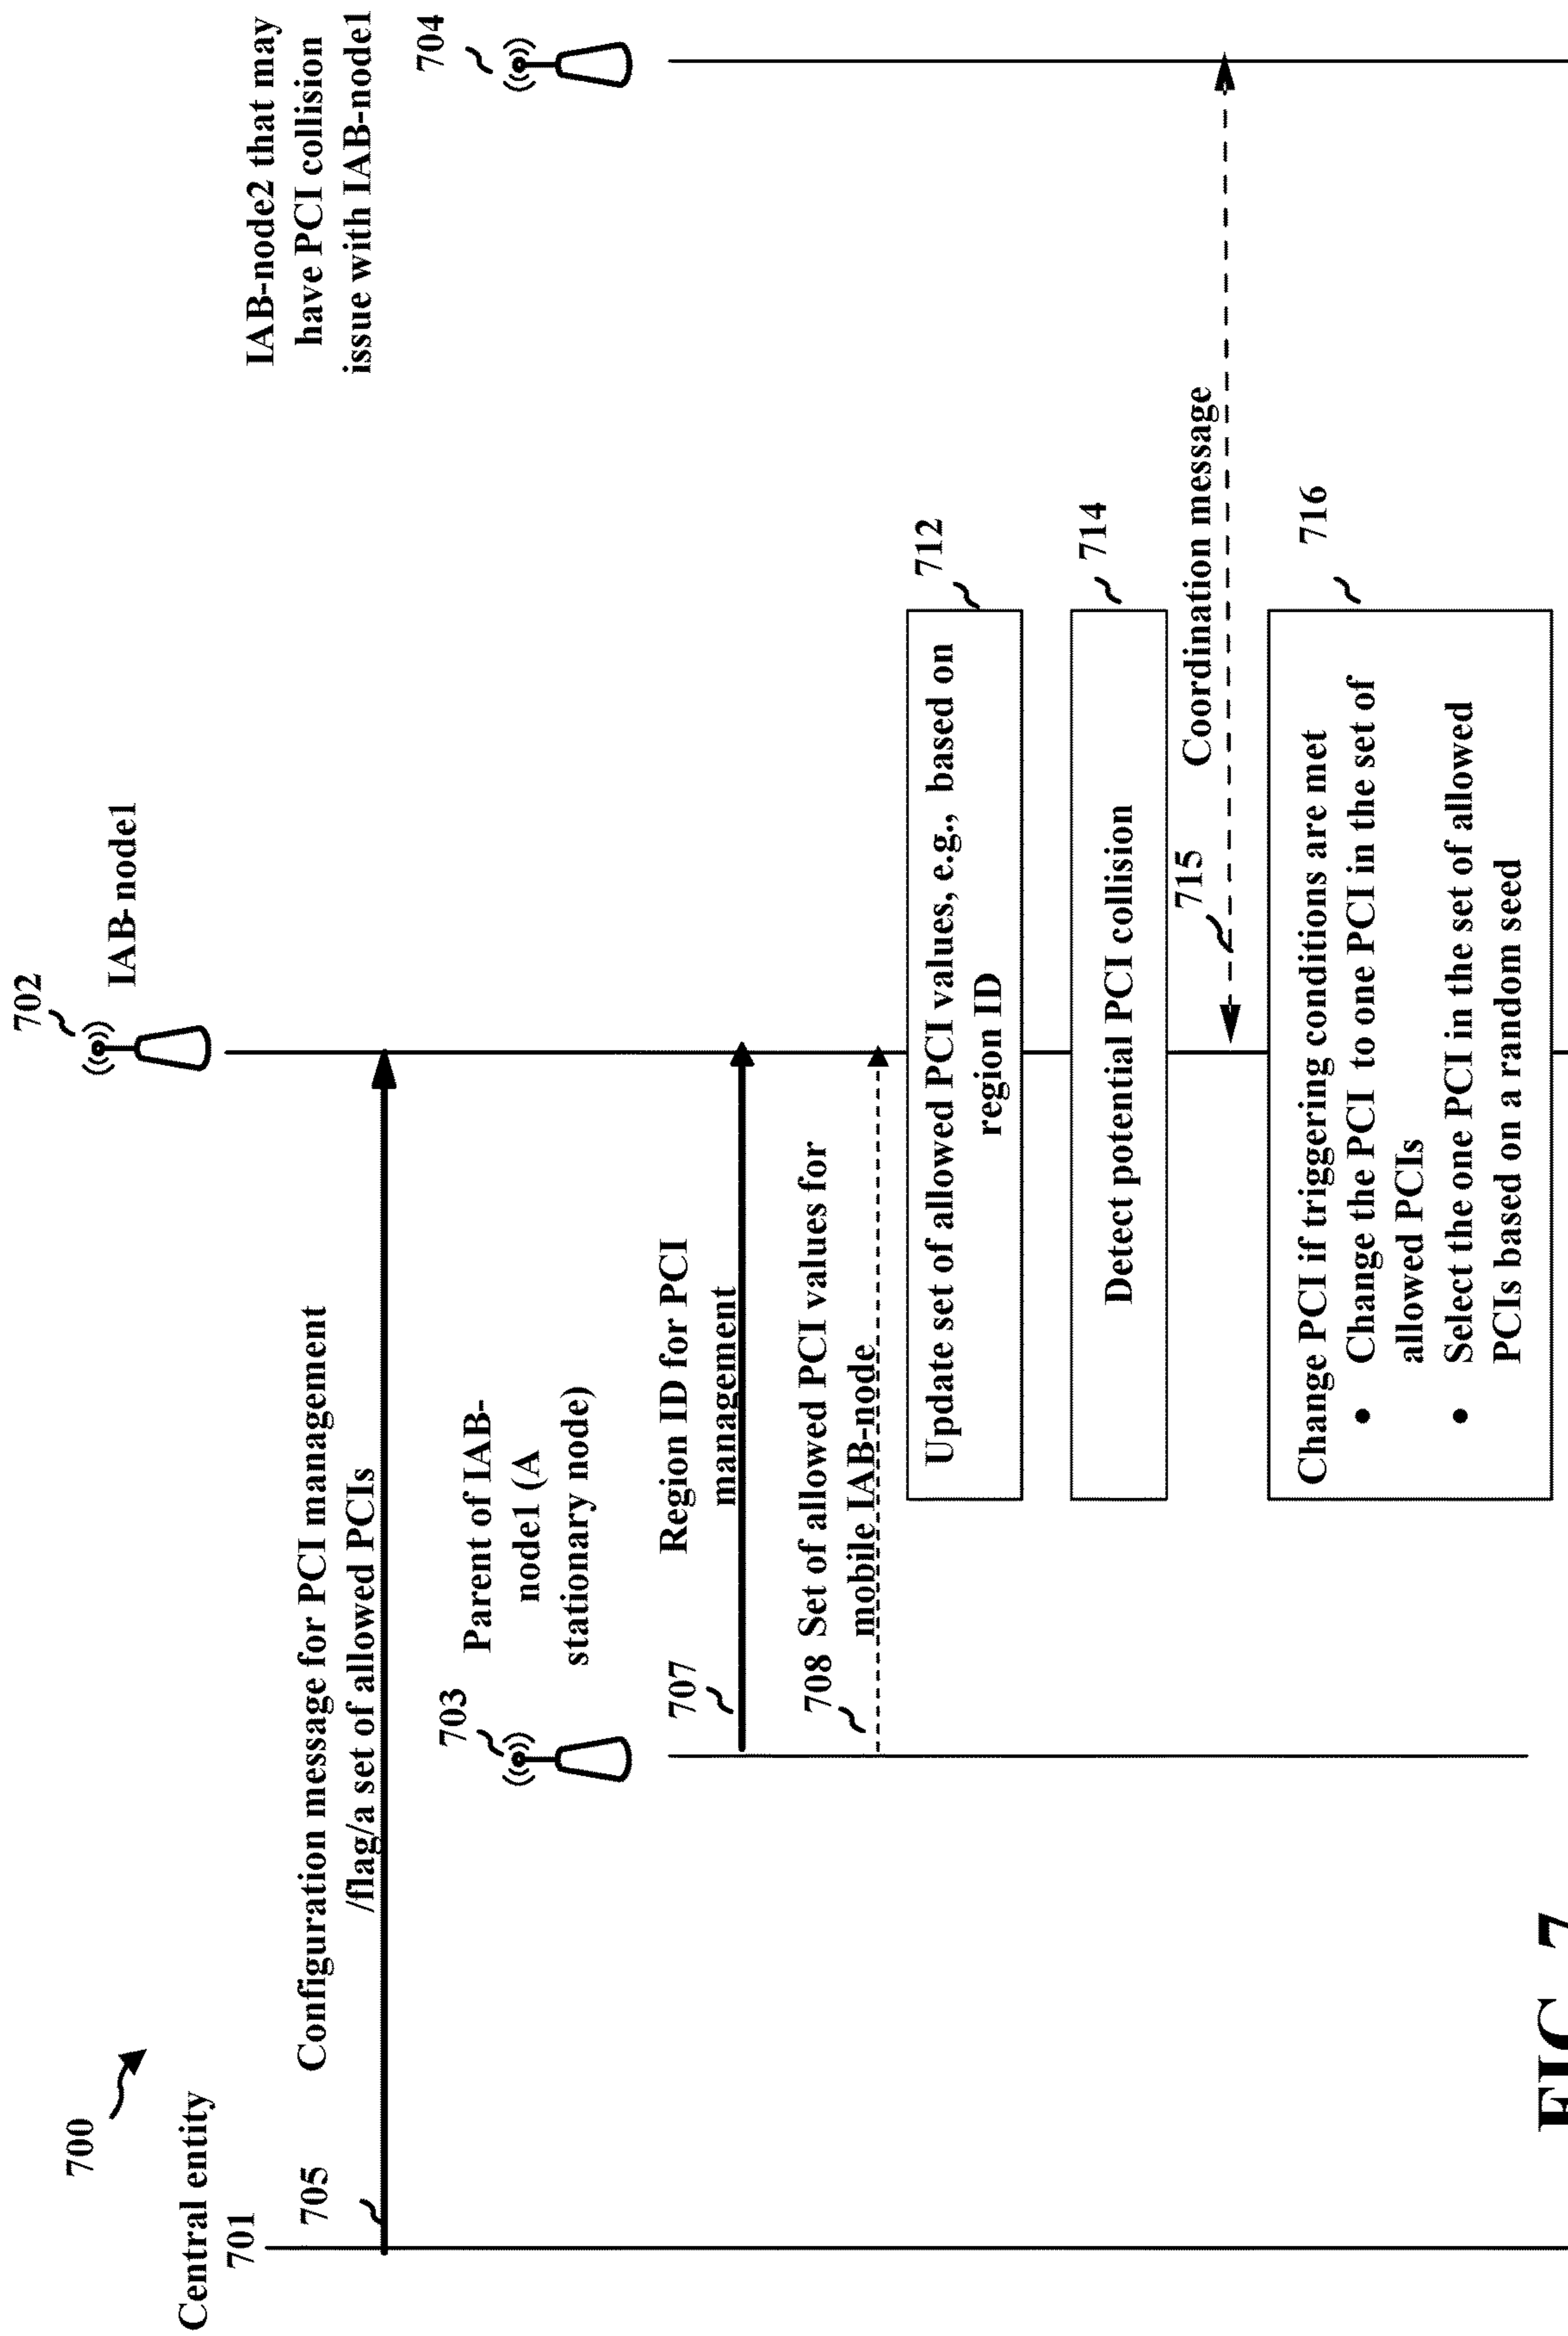 700
702
IAB-node1
Central entity
701
IAB-node2 that may
have PCI collision
issue with IAB-node1
705
Configuration message for PCI management
/flag/a set of allowed PCIs
704
703
Parent of IAB-
node1 (A
stationary node)
707
Region ID for PCI
management
708
Set of allowed PCI values for
mobile IAB-node
712
Update set of allowed PCI values, e.g., based on
region ID
714
Detect potential PCI collision
715
Coordination message
716
Change PCI if triggering conditions are met
• Change the PCI to one PCI in the set of
allowed PCIs
• Select the one PCI in the set of allowed
PCIs based on a random seed
FIG. 7